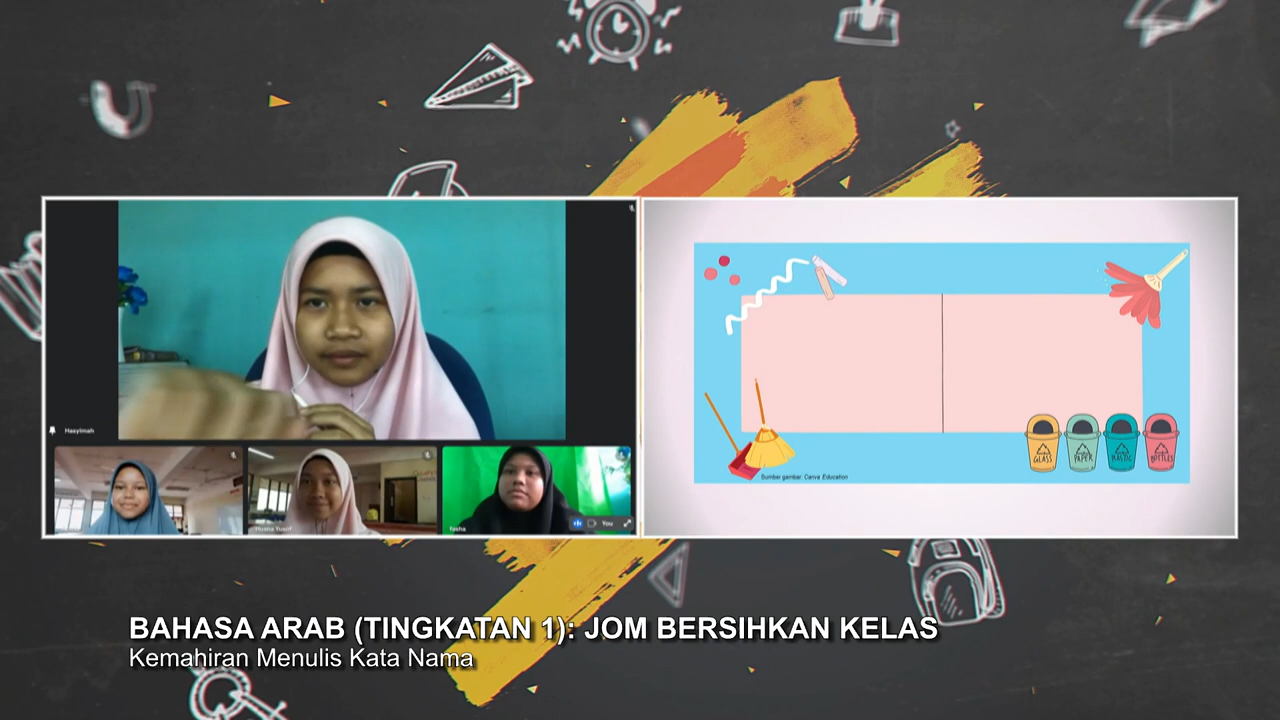 Hasyimah
Husna Yusof
Tasha
You
GLASS
PAPER
PLASTIC
BOTTLES
Sumber gambar: Canva Education
BAHASA ARAB (TINGKATAN 1): JOM BERSIHKAN KELAS
Kemahiran Menulis Kata Nama